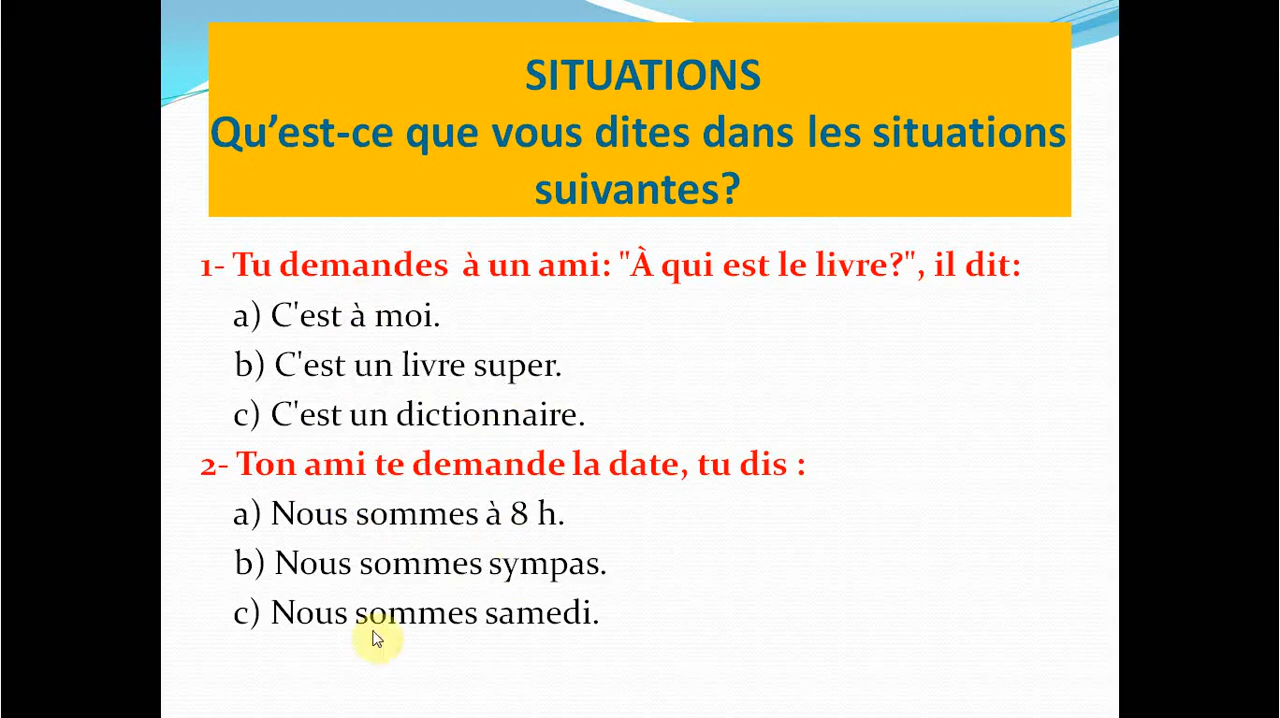 SITUATIONS
Qu’est-ce que vous dites dans les situations
suivantes?
1- Tu demandes à un ami: "À qui est le livre?", il dit:
a) C'est à moi.
b) C'est un livre super.
c) C'est un dictionnaire.
2- Ton ami te demande la date, tu dis :
a) Nous sommes à 8 h.
b) Nous sommes sympas.
c) Nous sommes samedi.